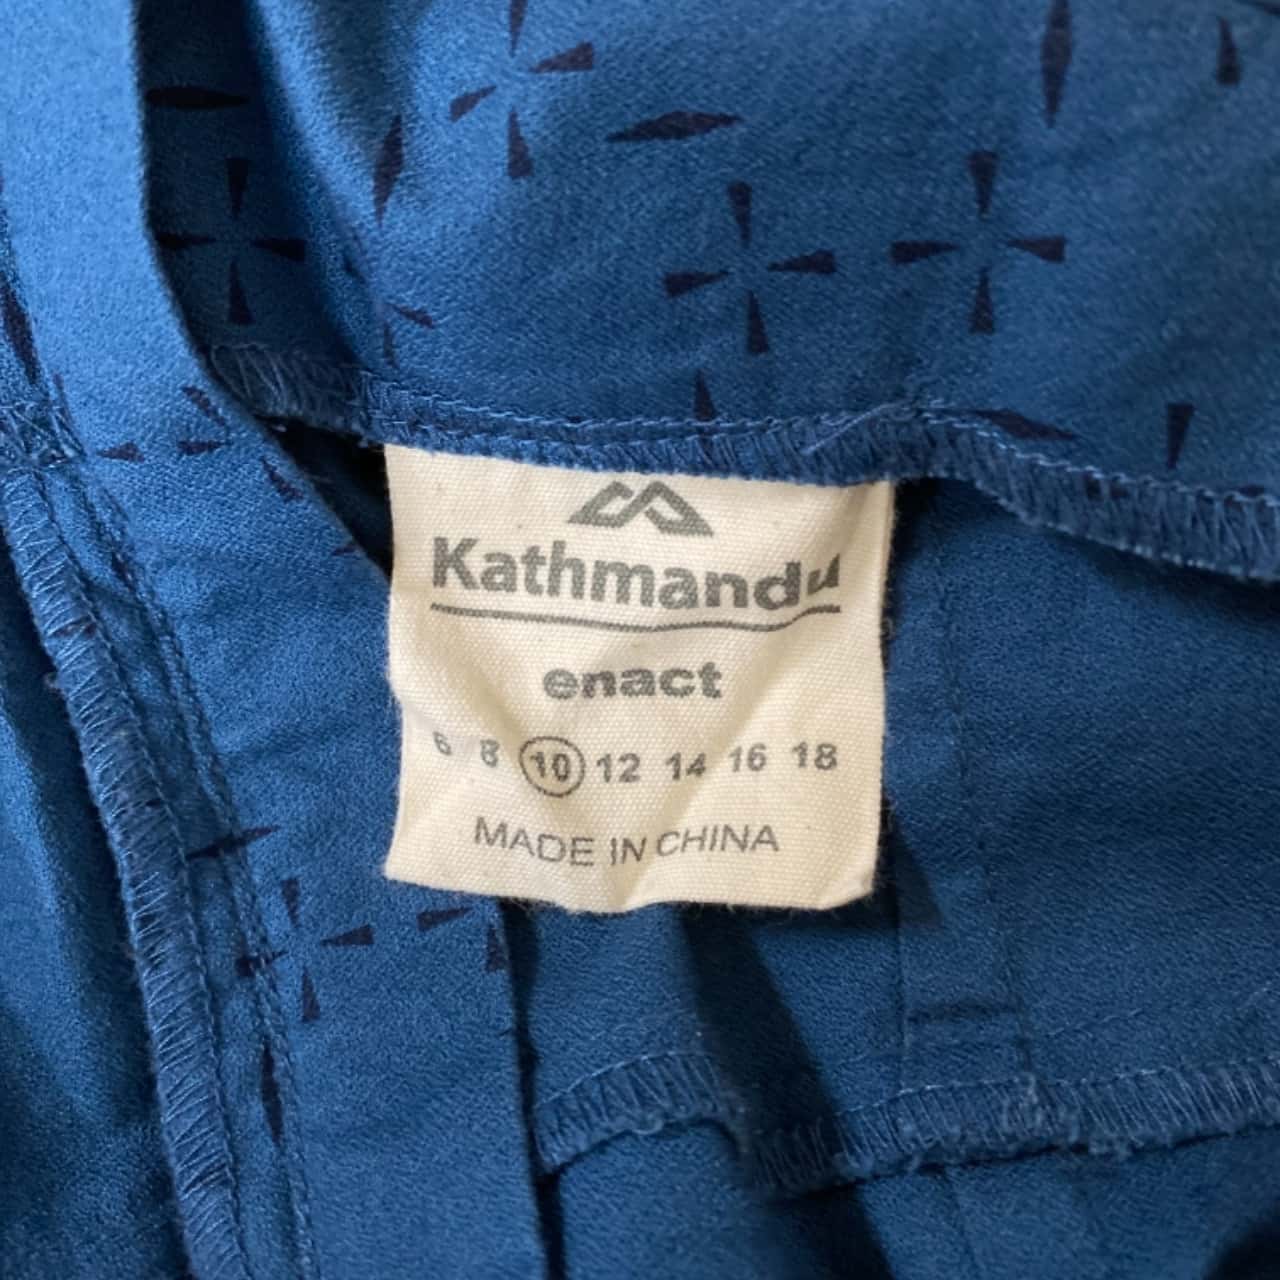 Kathmandu
enact
6 8 10 12 14 16 18
MADE IN CHINA